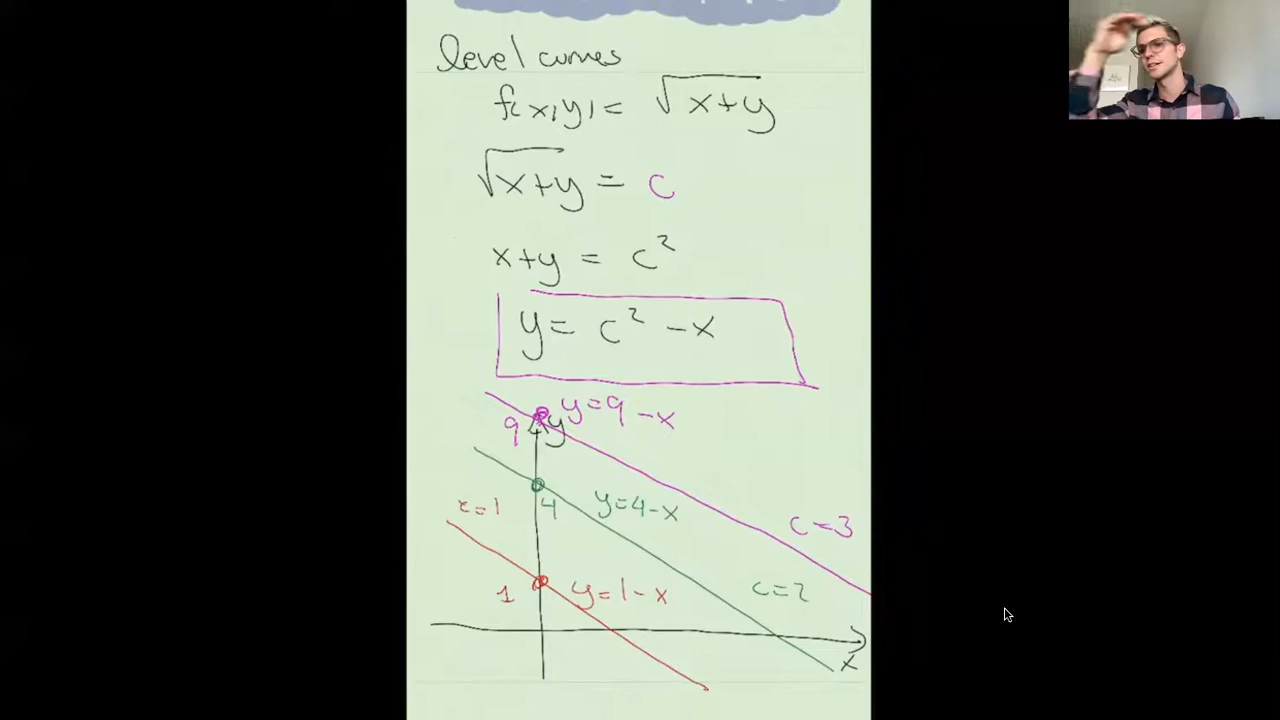 level curves
f(x,y) = √x+y
√x+y = c
x+y = c²
y = c² - x
y=9-x
9
y
c=1
4
y=4-x
c=3
1
y=1-x
c=2
x